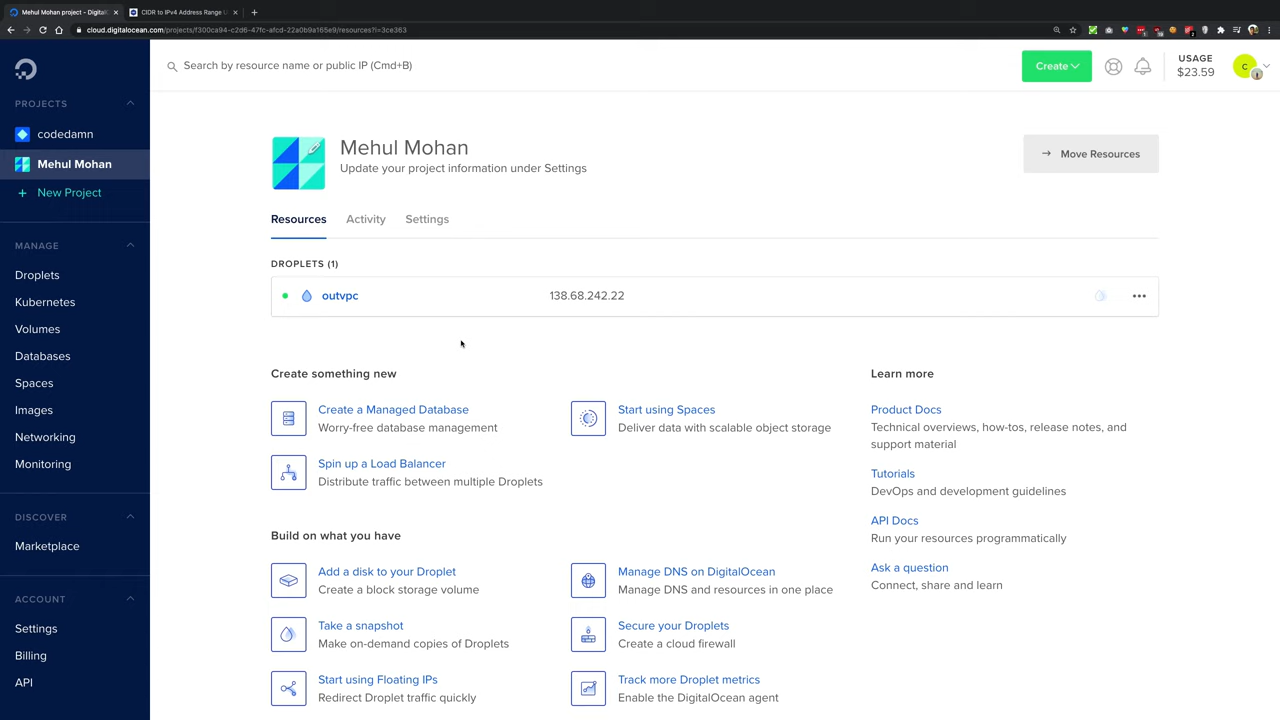 Mehul Mohan project - DigitalOc
CIDR to IPv4 Address Range U
cloud.digitalocean.com/projects/f300ca94-c2d6-47fc-afcd-22a0b9a165e9/resources?i=3ce363
Search by resource name or public IP (Cmd+B)
Create
USAGE
$23.59
C
PROJECTS
codedamn
Mehul Mohan
New Project
MANAGE
Droplets
Kubernetes
Volumes
Databases
Spaces
Images
Networking
Monitoring
DISCOVER
Marketplace
ACCOUNT
Settings
Billing
API
Mehul Mohan
Update your project information under Settings
Move Resources
Resources
Activity
Settings
DROPLETS (1)
outvpc
138.68.242.22
Create something new
Create a Managed Database
Worry-free database management
Start using Spaces
Deliver data with scalable object storage
Spin up a Load Balancer
Distribute traffic between multiple Droplets
Build on what you have
Add a disk to your Droplet
Create a block storage volume
Manage DNS on DigitalOcean
Manage DNS and resources in one place
Take a snapshot
Make on-demand copies of Droplets
Secure your Droplets
Create a cloud firewall
Start using Floating IPs
Redirect Droplet traffic quickly
Track more Droplet metrics
Enable the DigitalOcean agent
Learn more
Product Docs
Technical overviews, how-tos, release notes, and
support material
Tutorials
DevOps and development guidelines
API Docs
Run your resources programmatically
Ask a question
Connect, share and learn